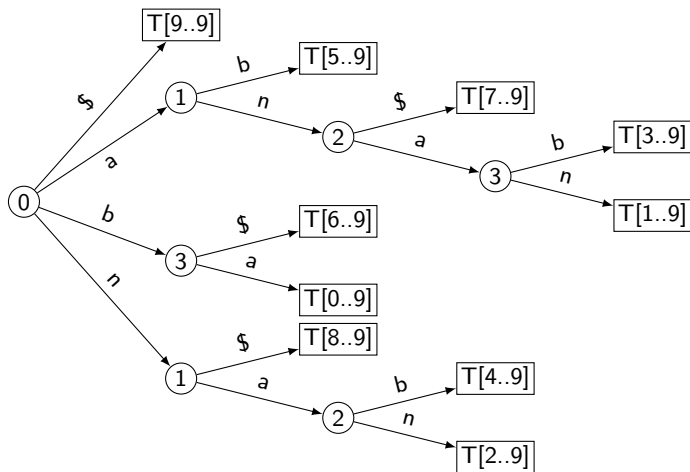 T[9..9]
$
b
T[5..9]
1
n
$
T[7..9]
a
2
a
b
T[3..9]
3
n
T[1..9]
0
b
$
T[6..9]
3
a
T[0..9]
n
$
T[8..9]
1
a
b
T[4..9]
2
n
T[2..9]